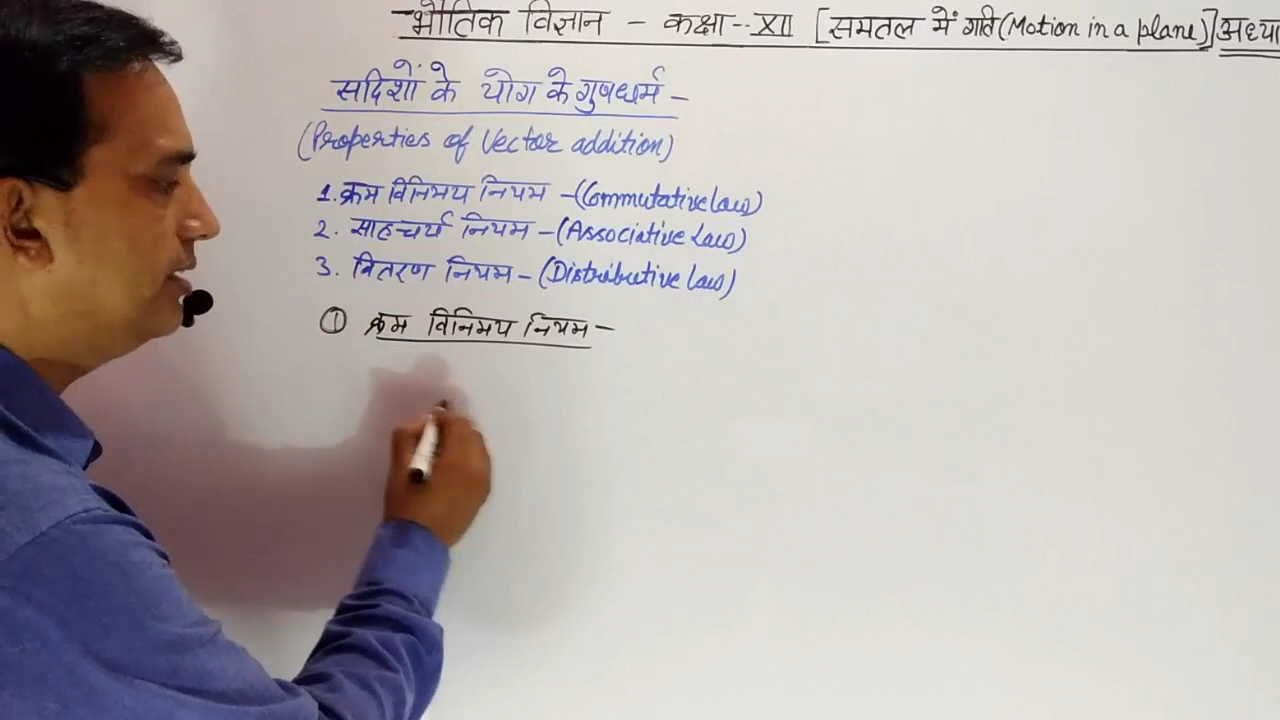 भौतिक विज्ञान - कक्षा-- XII [समतल में गति (Motion in a plane)] अध्या
सदिशों के योग के गुणधर्म -
(Properties of Vector addition)
1. क्रम विनिमय नियम - (Commutative law)
2. साहचर्य नियम - (Associative Law)
3. वितरण नियम - (Distributive law)
① क्रम विनिमय नियम -